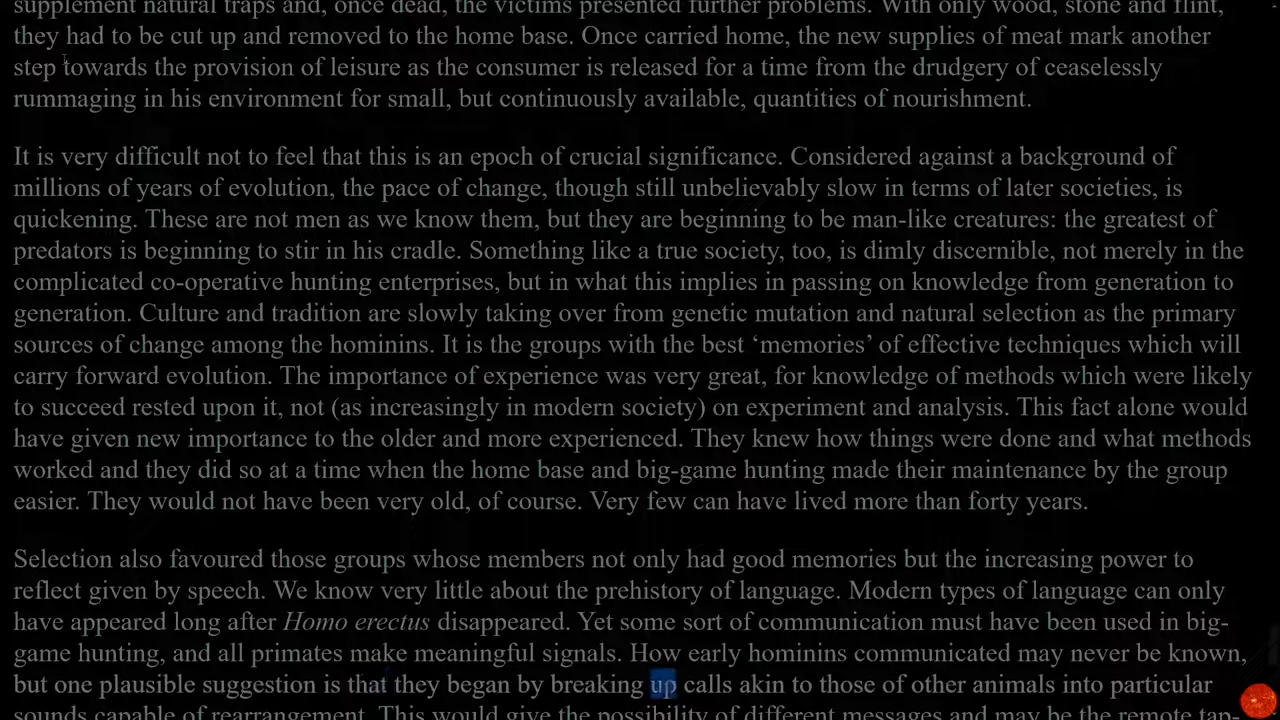 supplement natural traps and, once dead, the victims presented further problems. With only wood, stone and flint,
they had to be cut up and removed to the home base. Once carried home, the new supplies of meat mark another
step towards the provision of leisure as the consumer is released for a time from the drudgery of ceaselessly
rummaging in his environment for small, but continuously available, quantities of nourishment.
It is very difficult not to feel that this is an epoch of crucial significance. Considered against a background of
millions of years of evolution, the pace of change, though still unbelievably slow in terms of later societies, is
quickening. These are not men as we know them, but they are beginning to be man-like creatures: the greatest of
predators is beginning to stir in his cradle. Something like a true society, too, is dimly discernible, not merely in the
complicated co-operative hunting enterprises, but in what this implies in passing on knowledge from generation to
generation. Culture and tradition are slowly taking over from genetic mutation and natural selection as the primary
sources of change among the hominins. It is the groups with the best ‘memories’ of effective techniques which will
carry forward evolution. The importance of experience was very great, for knowledge of methods which were likely
to succeed rested upon it, not (as increasingly in modern society) on experiment and analysis. This fact alone would
have given new importance to the older and more experienced. They knew how things were done and what methods
worked and they did so at a time when the home base and big-game hunting made their maintenance by the group
easier. They would not have been very old, of course. Very few can have lived more than forty years.
Selection also favoured those groups whose members not only had good memories but the increasing power to
reflect given by speech. We know very little about the prehistory of language. Modern types of language can only
have appeared long after Homo erectus disappeared. Yet some sort of communication must have been used in big-
game hunting, and all primates make meaningful signals. How early hominins communicated may never be known,
but one plausible suggestion is that they began by breaking up calls akin to those of other animals into particular
sounds capable of rearrangement. This would give the possibility of different messages and may be the remote tap-